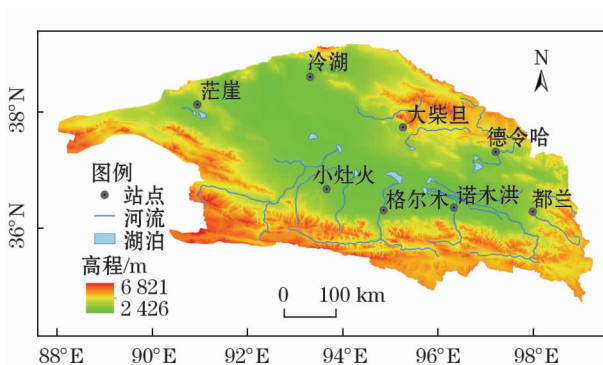 冷湖
N
茫崖
38°N
大柴旦
德令哈
图例
站点
小灶火
格尔木
诺木洪
都兰
河流
36°N
湖泊
高程/m
6 821
2 426
0 100 km
88°E 90°E 92°E 94°E 96°E 98°E